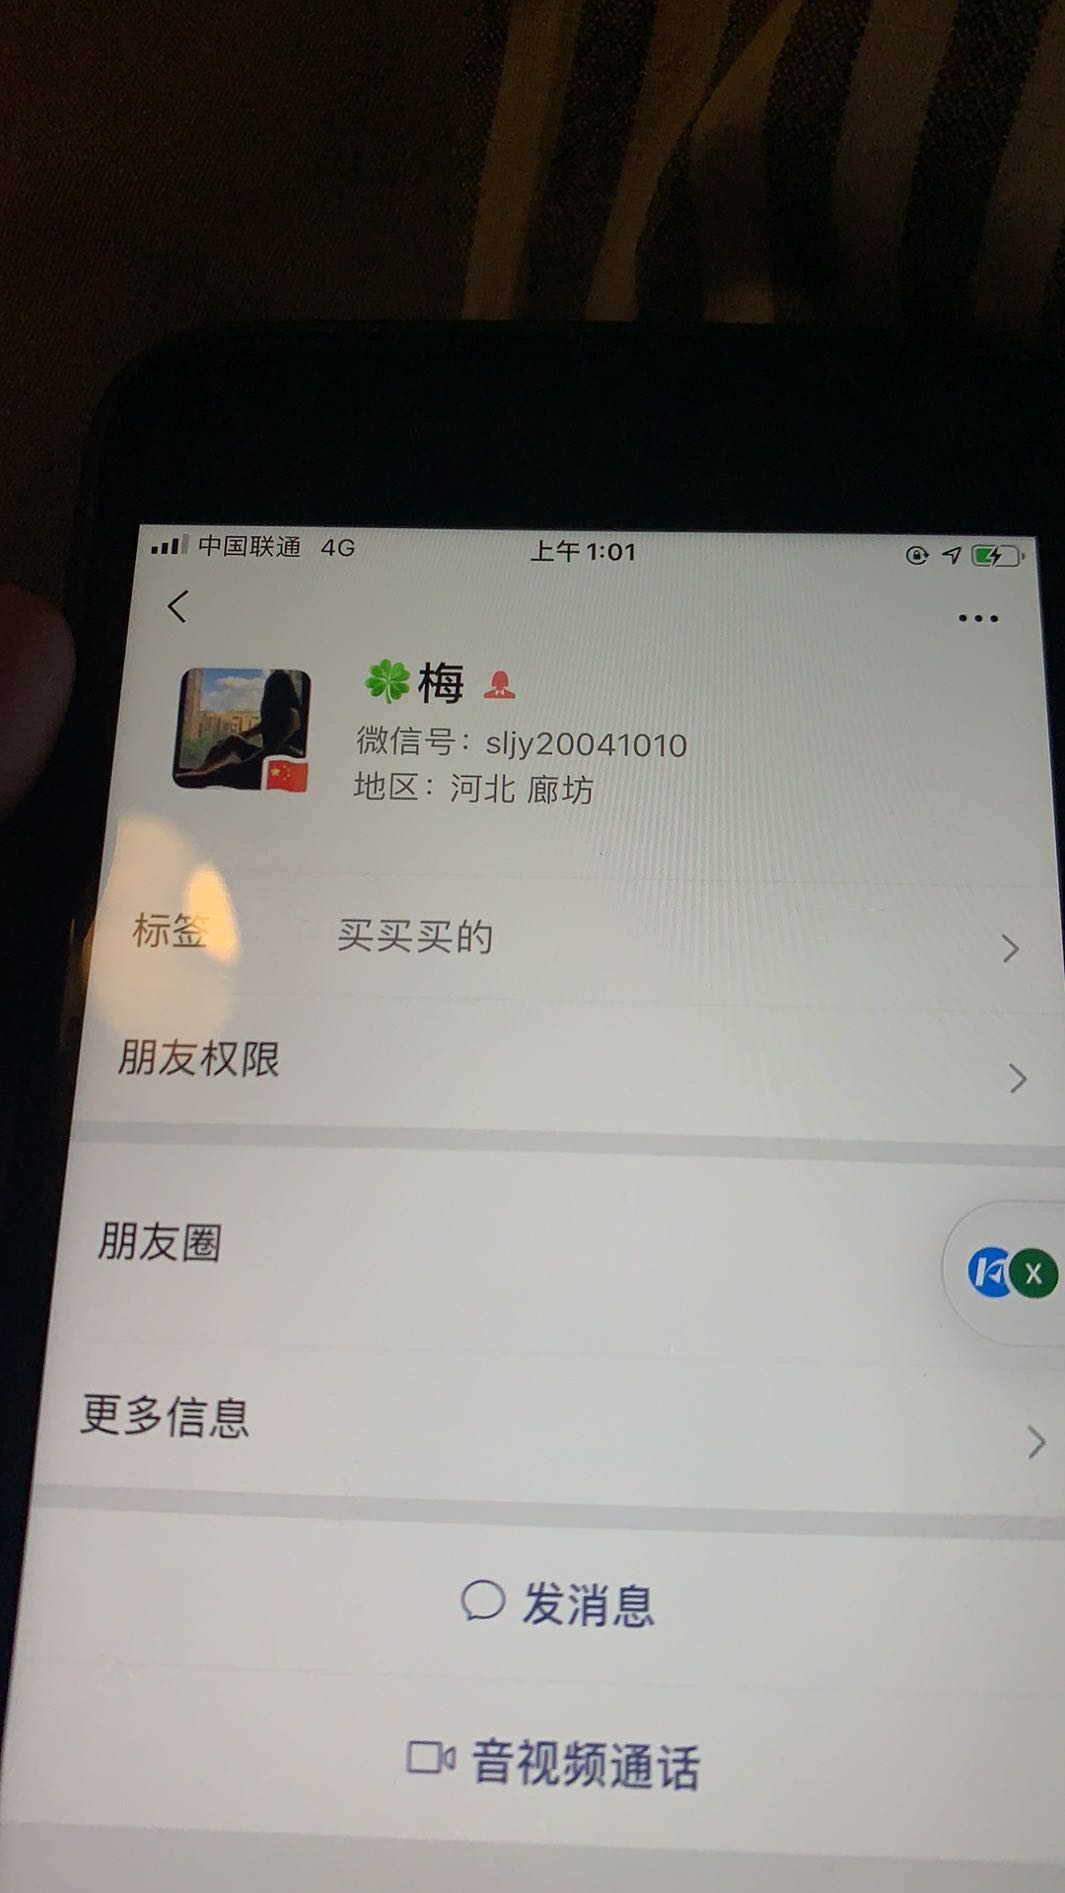 中国联通 4G 上午1:01
🍀梅
微信号：sljy20041010
地区：河北 廊坊
标签 买买买的
朋友权限
朋友圈
X
更多信息
发消息
音视频通话